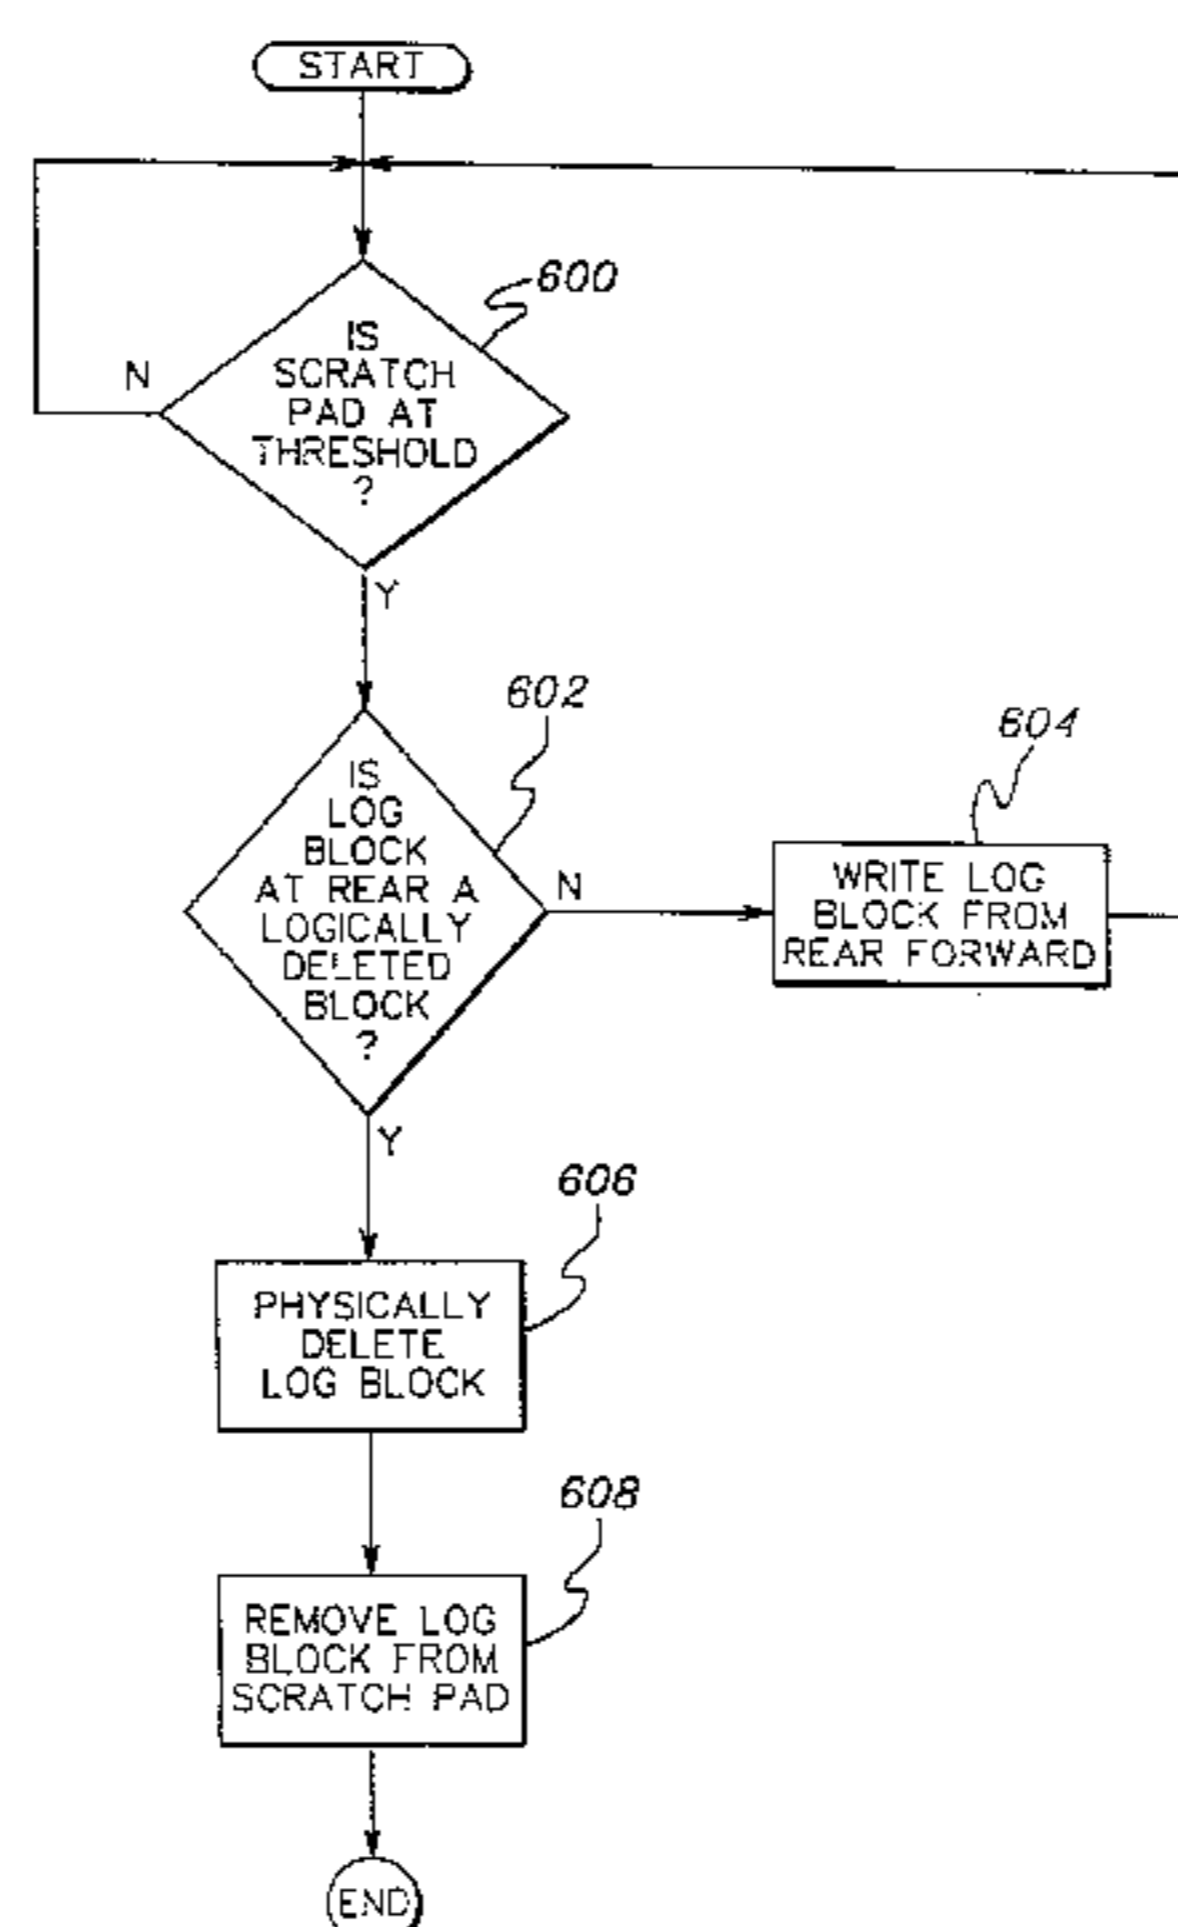 START
600
IS
SCRATCH
PAD AT
THRESHOLD
?
N
Y
602
IS
LOG
BLOCK
AT REAR A
LOGICALLY
DELETED
BLOCK
?
N
604
WRITE LOG
BLOCK FROM
REAR FORWARD
Y
606
PHYSICALLY
DELETE
LOG BLOCK
608
REMOVE LOG
BLOCK FROM
SCRATCH PAD
END